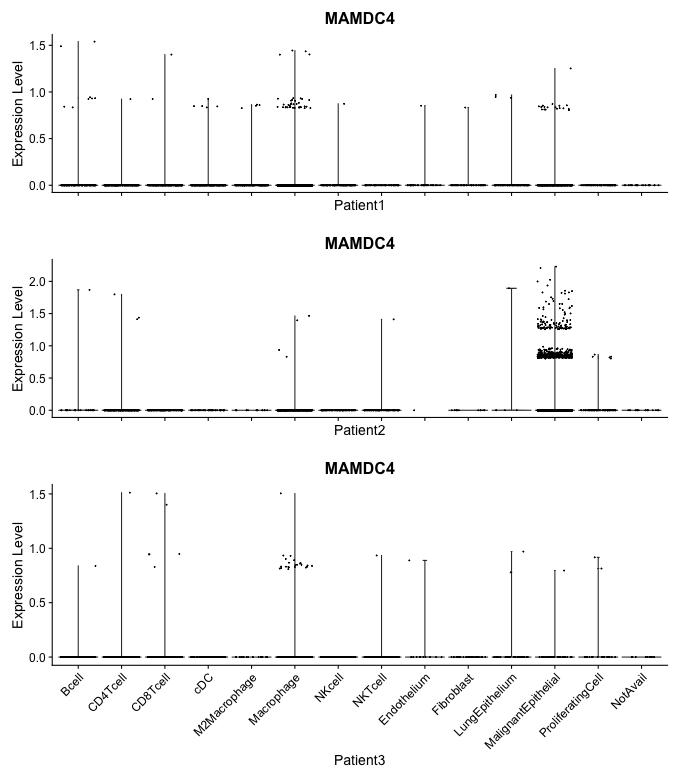 MAMDC4
Expression Level
1.5
1.0
0.5
0.0
Patient1
MAMDC4
Expression Level
2.0
1.5
1.0
0.5
0.0
Patient2
MAMDC4
Expression Level
1.5
1.0
0.5
0.0
Bcell
CD4Tcell
CD8Tcell
cDC
M2Macrophage
Macrophage
NKcell
NKTcell
Endothelium
Fibroblast
LungEpithelium
MalignantEpithelial
ProliferatingCell
NotAvail
Patient3